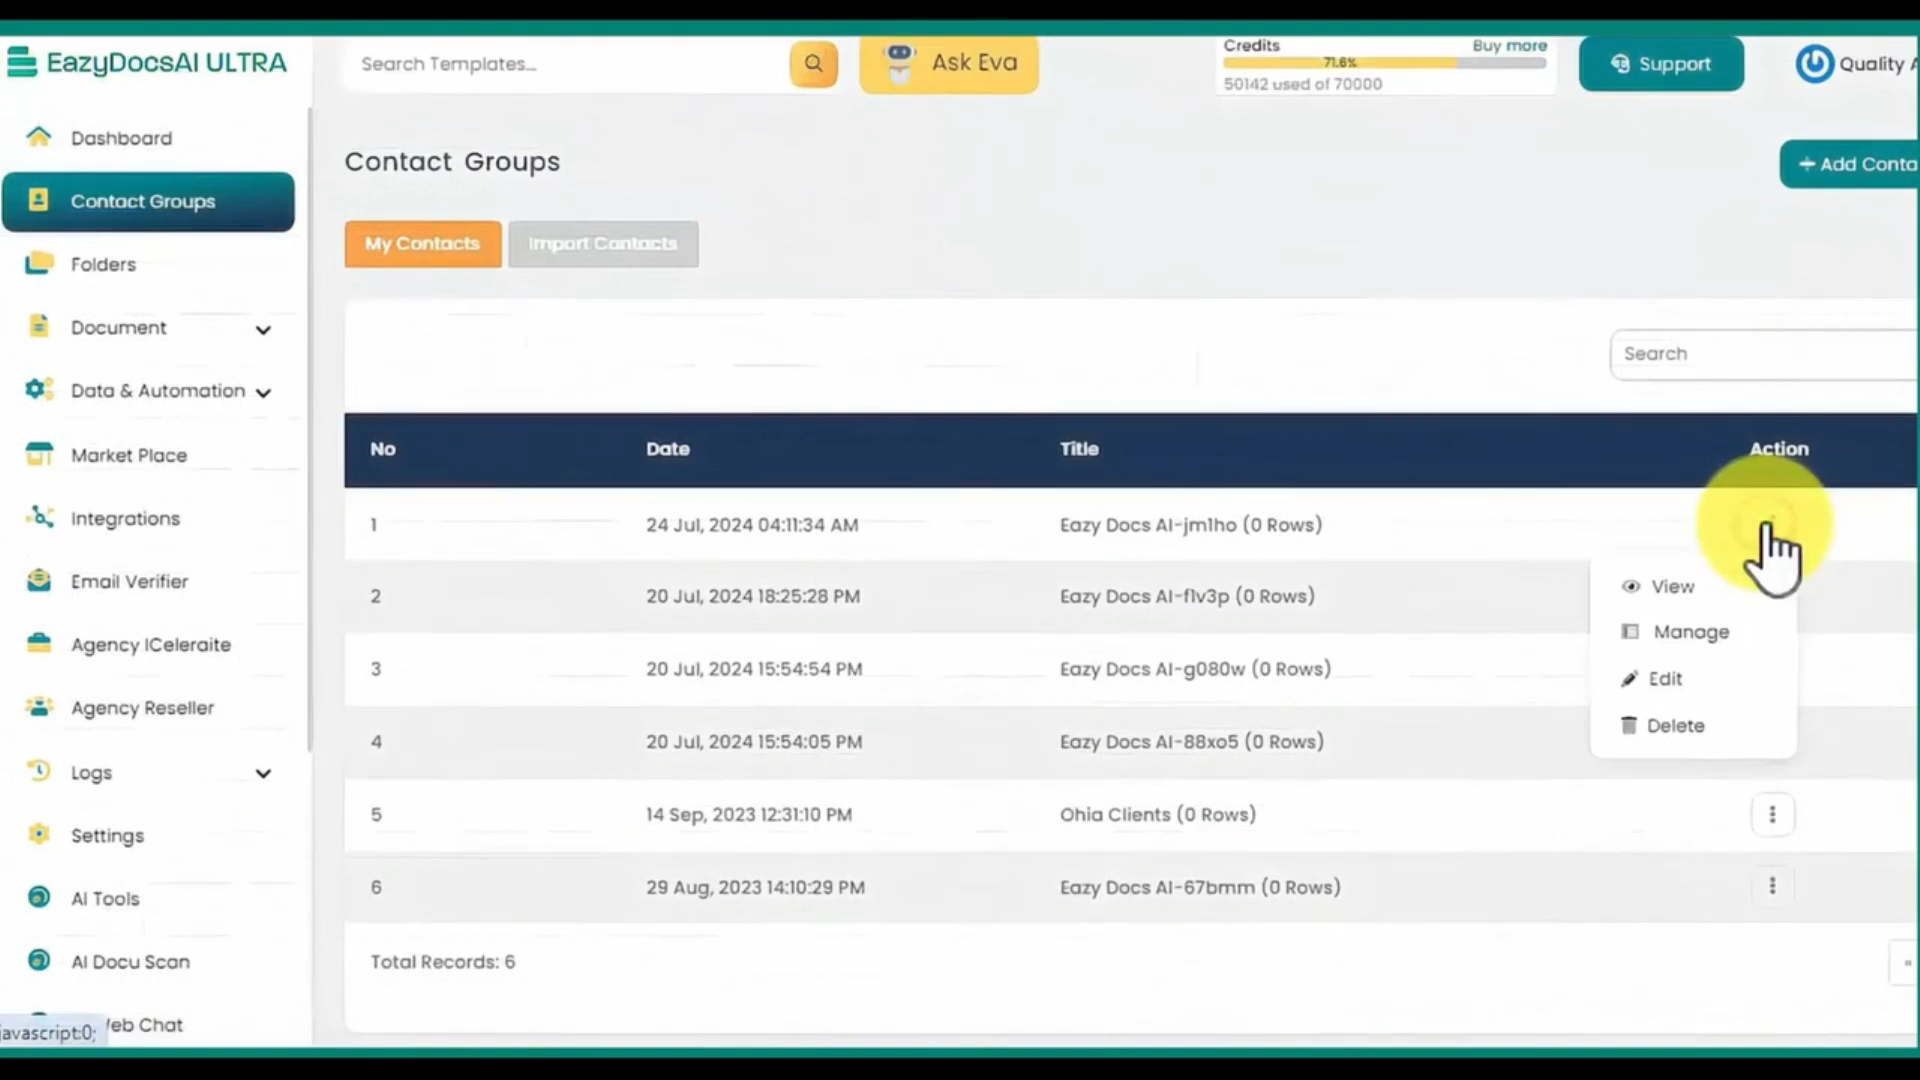 EazyDocsAI ULTRA
Search Templates...
Ask Eva
Credits
Buy more
71.6%
50142 used of 70000
Support
Quality A
Dashboard
Contact Groups
Folders
Document
Data & Automation
Market Place
Integrations
Email Verifier
Agency ICeleraite
Agency Reseller
Logs
Settings
AI Tools
AI Docu Scan
Web Chat
javascript:0;
Contact Groups
+ Add Conta
My Contacts
Import Contacts
Search
No Date Title Action
1 24 Jul, 2024 04:11:34 AM Eazy Docs AI-jm1ho (0 Rows)
2 20 Jul, 2024 18:25:28 PM Eazy Docs AI-f1v3p (0 Rows)
3 20 Jul, 2024 15:54:54 PM Eazy Docs AI-g080w (0 Rows)
4 20 Jul, 2024 15:54:05 PM Eazy Docs AI-88xo5 (0 Rows)
5 14 Sep, 2023 12:31:10 PM Ohia Clients (0 Rows)
6 29 Aug, 2023 14:10:29 PM Eazy Docs AI-67bmm (0 Rows)
View
Manage
Edit
Delete
Total Records: 6
«